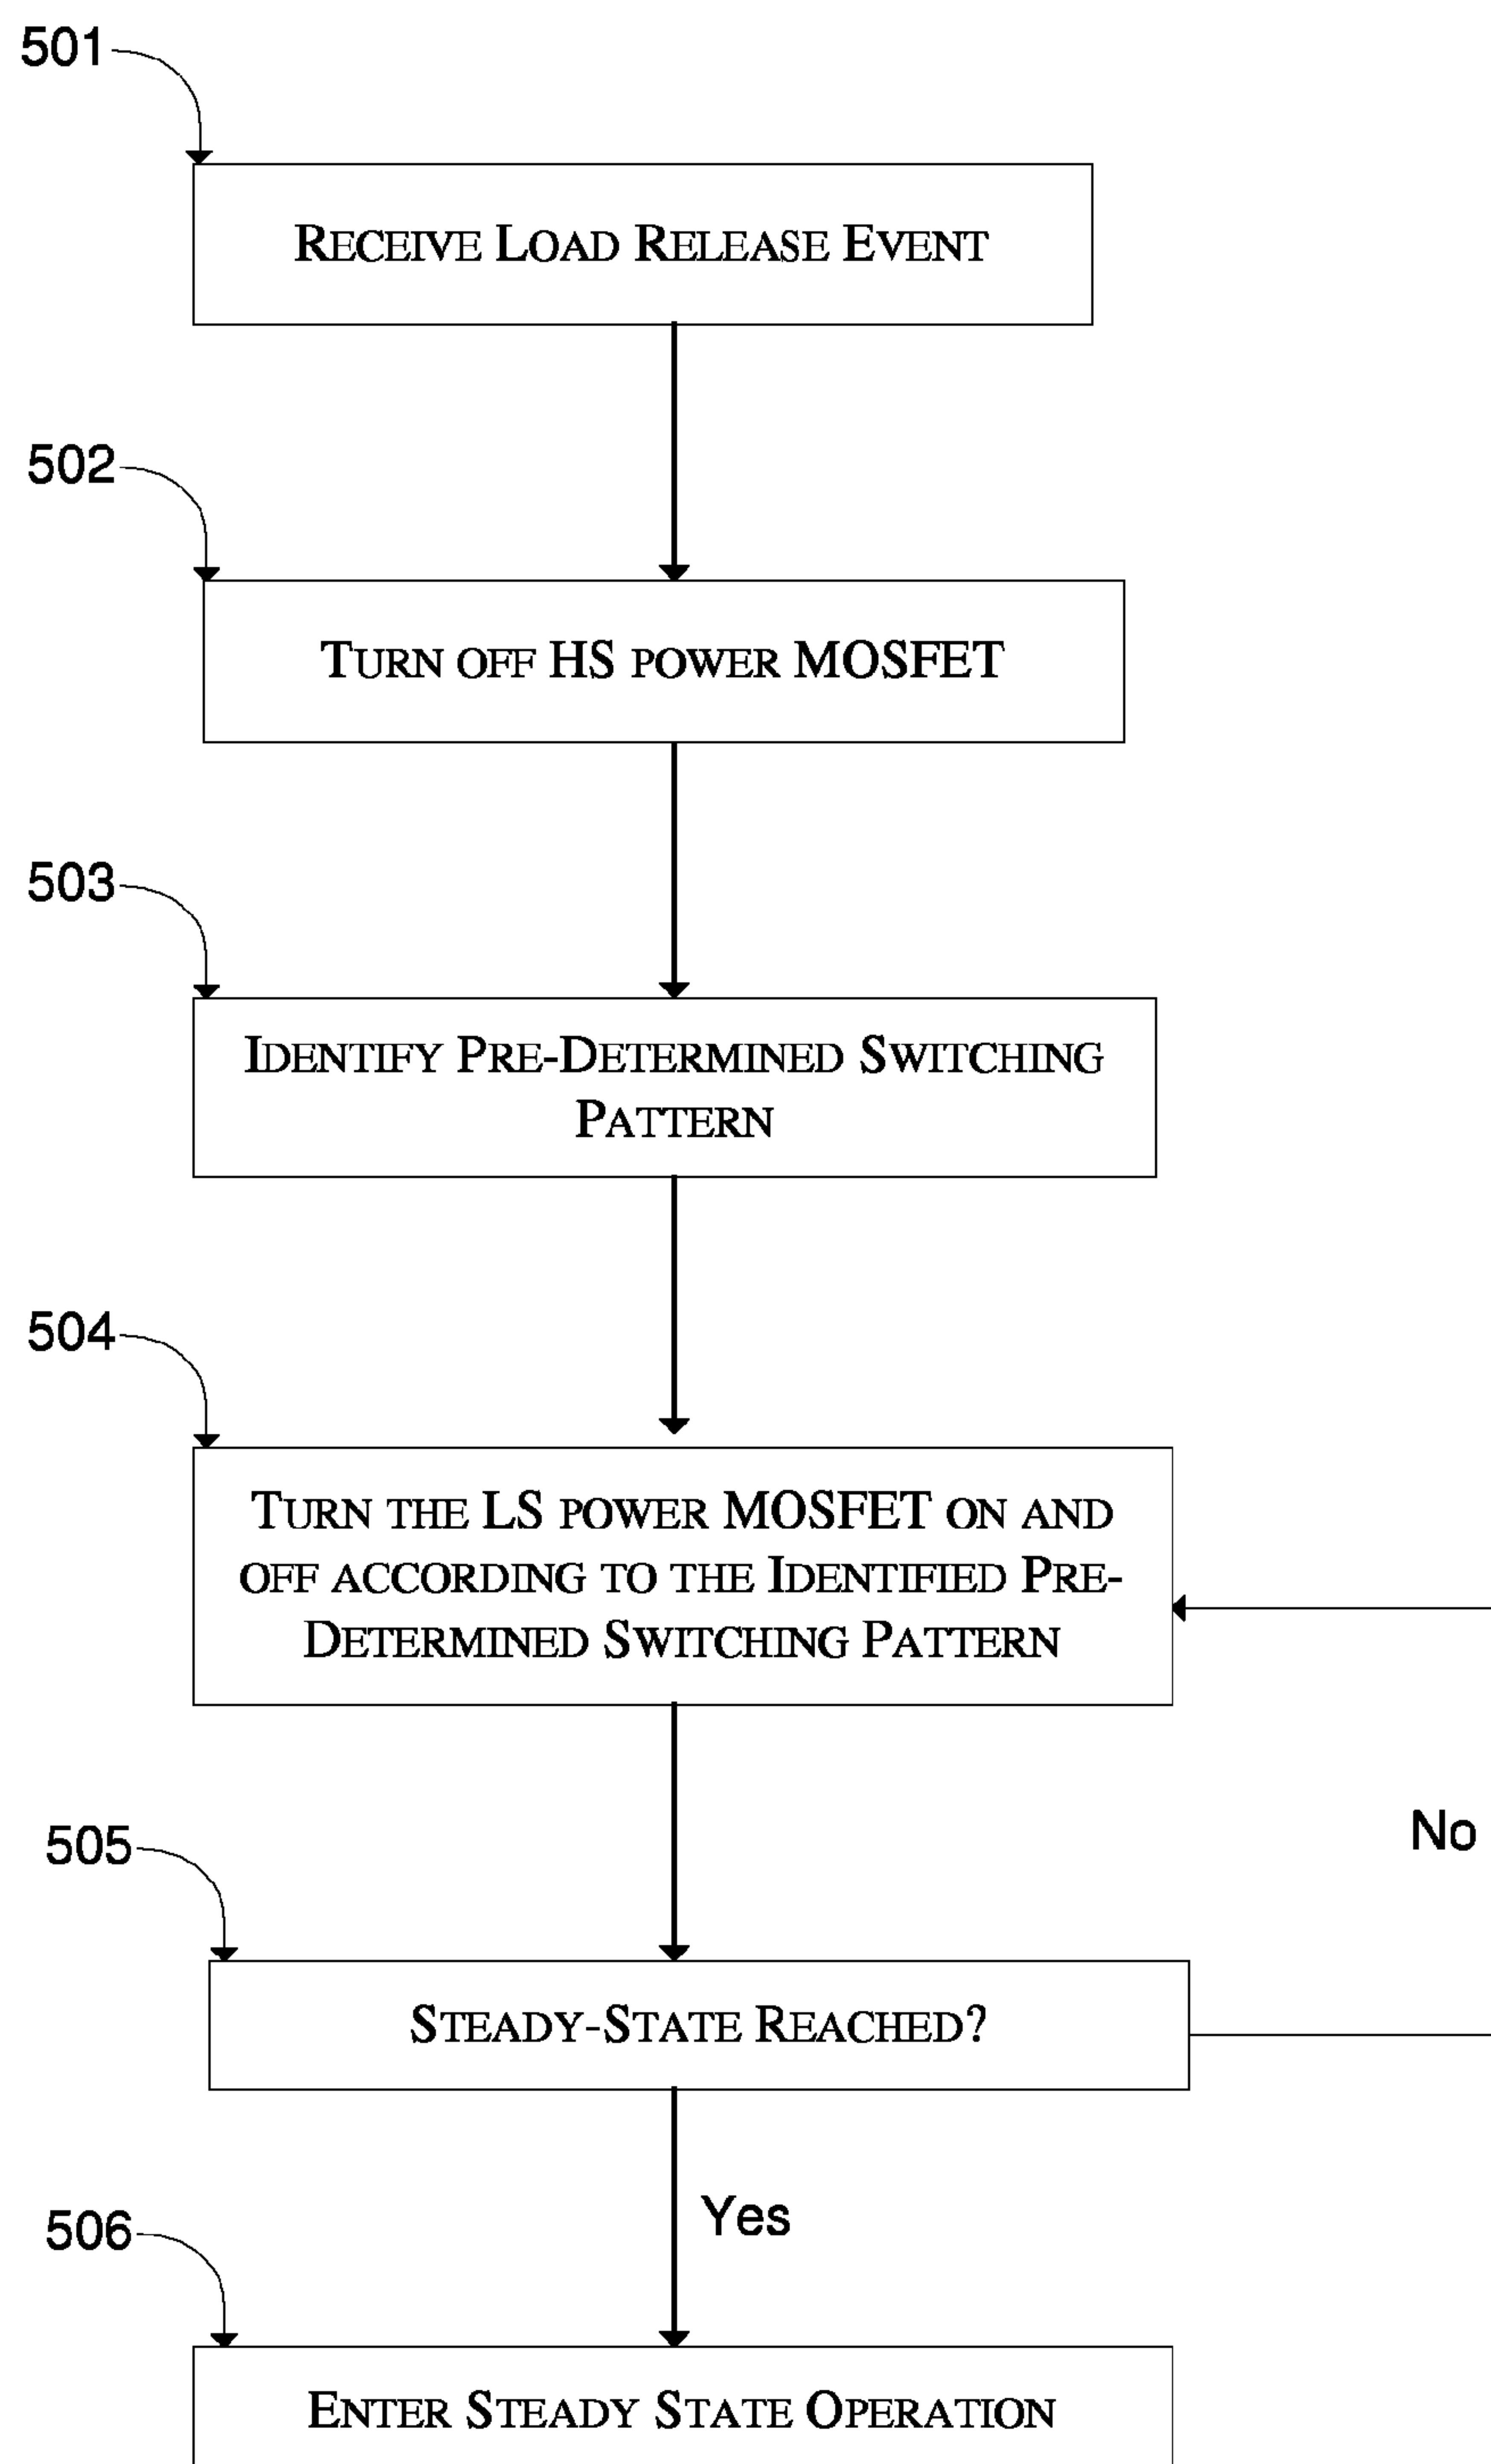 501
RECEIVE LOAD RELEASE EVENT
502
TURN OFF HS POWER MOSFET
503
IDENTIFY PRE-DETERMINED SWITCHING
PATTERN
504
TURN THE LS POWER MOSFET ON AND
OFF ACCORDING TO THE IDENTIFIED PRE-
DETERMINED SWITCHING PATTERN
No
505
STEADY-STATE REACHED?
Yes
506
ENTER STEADY STATE OPERATION